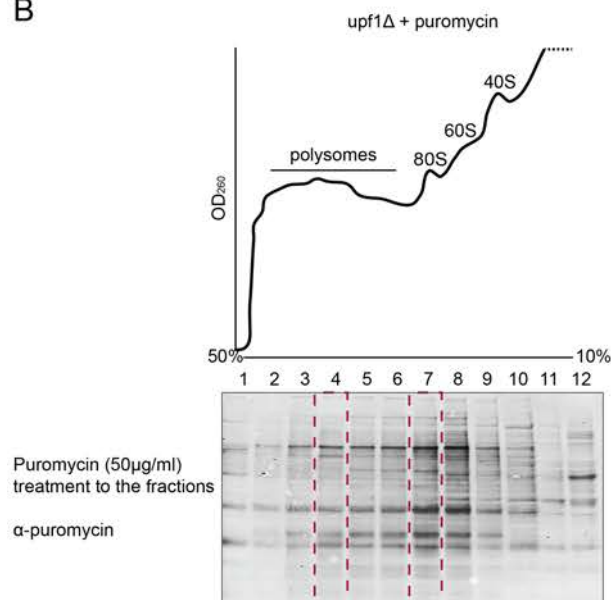 B
upf1Δ + puromycin
40S
60S
80S
polysomes
OD260
50%
10%
1 2 3 4 5 6 7 8 9 10 11 12
Puromycin (50µg/ml)
treatment to the fractions
α-puromycin